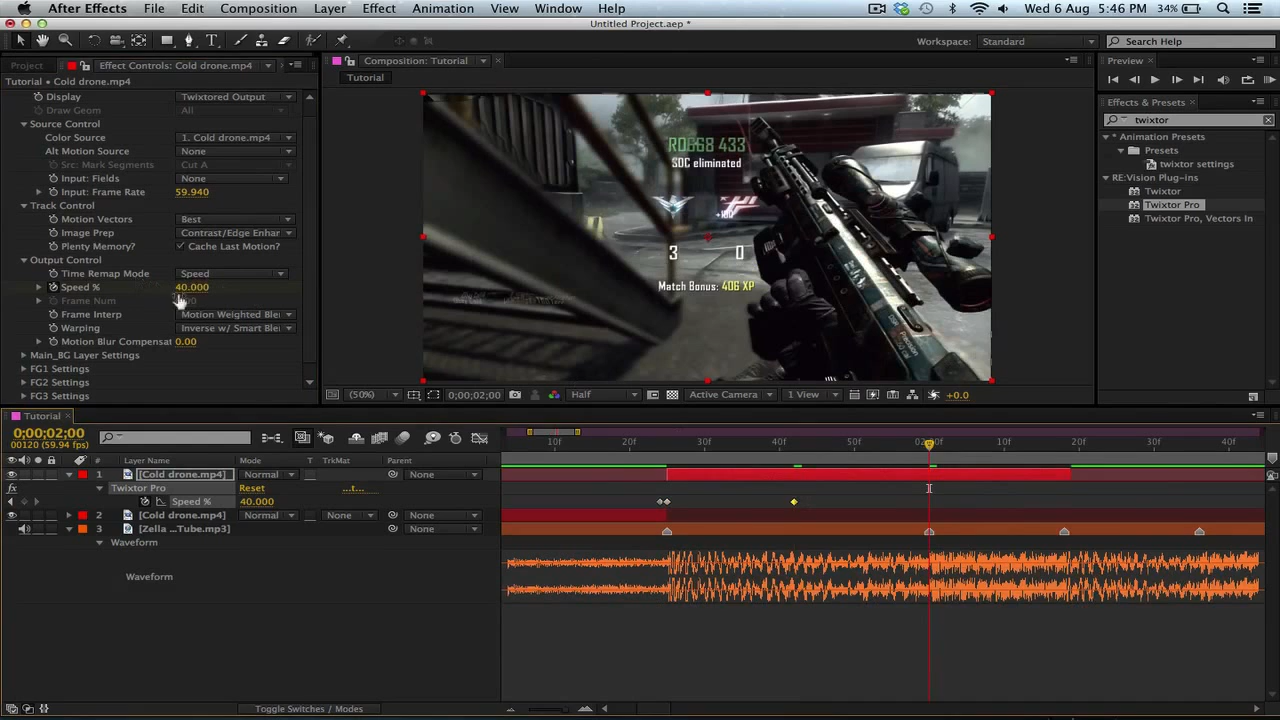 After Effects File Edit Composition Layer Effect Animation View Window Help Wed 6 Aug 5:46 PM 34%
Untitled Project.aep *
Workspace: Standard Search Help
Project Effect Controls: Cold drone.mp4 Composition: Tutorial Preview
Tutorial • Cold drone.mp4 Tutorial
Display Twixtored Output
Draw Geom All
Source Control
Color Source 1. Cold drone.mp4
Alt Motion Source None
Src: Mark Segments Cut A
Input: Fields None
Input: Frame Rate 59.940
Track Control
Motion Vectors Best
Image Prep Contrast/Edge Enhar
Plenty Memory? Cache Last Motion?
Output Control
Time Remap Mode Speed
Speed % 40.000
Frame Num
Frame Interp Motion Weighted Ble
Warping Inverse w/ Smart Ble
Motion Blur Compensat 0.00
Main_BG Layer Settings
FG1 Settings
FG2 Settings
FG3 Settings
433
SDC eliminated
+100
3 0
Match Bonus: 406 XP
(50%) 0;00;02;00 Half Active Camera 1 View +0.0
Effects & Presets
twixtor
* Animation Presets
Presets
twixtor settings
RE:Vision Plug-ins
Twixtor
Twixtor Pro
Twixtor Pro, Vectors In
Tutorial
0;00;02;00
00120 (59.94 fps)
10f 20f 30f 50f 02:00f 10f 20f 30f 40f
# Layer Name Mode T TrkMat Parent
1 [Cold drone.mp4] Normal None
Twixtor Pro Reset ...t...
Speed % 40.000
2 [Cold drone.mp4] Normal None None
3 [Zella ...Tube.mp3] None
Waveform
Waveform
Toggle Switches / Modes